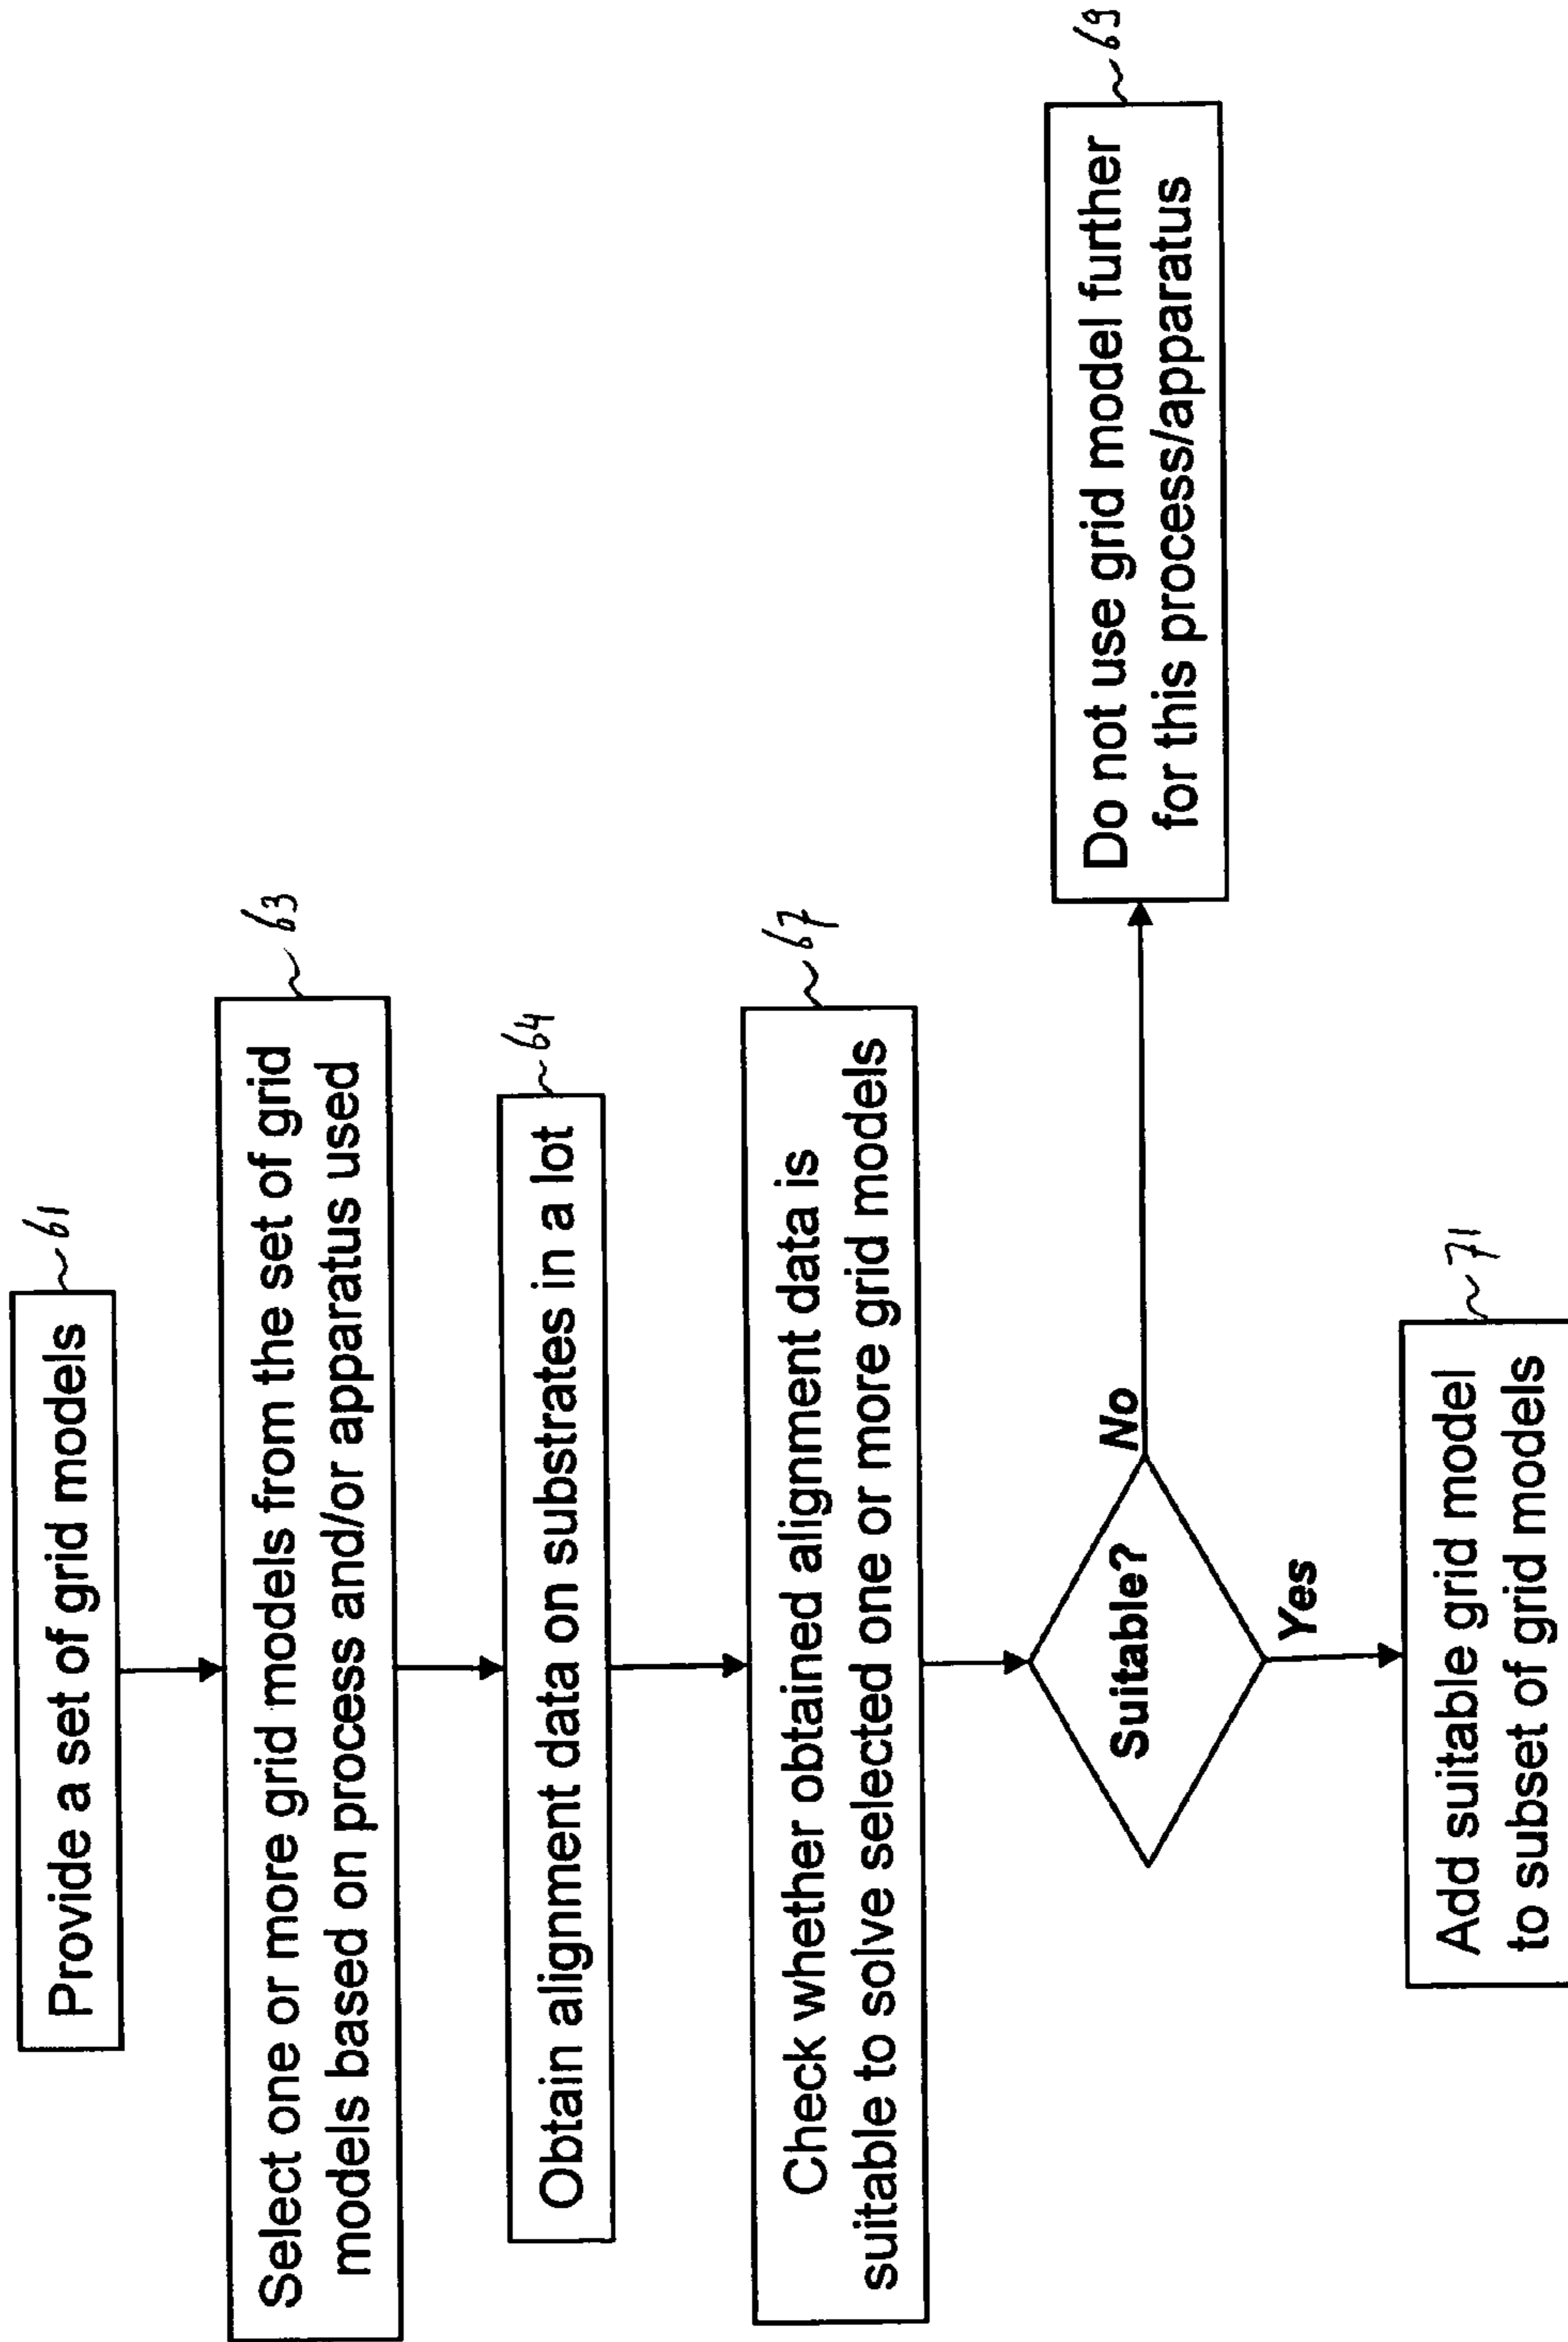 Provide a set of grid models
61
Select one or more grid models from the set of grid
models based on process and/or apparatus used
63
Obtain alignment data on substrates in a lot
64
Check whether obtained alignment data is
suitable to solve selected one or more grid models
67
Suitable?
No
Do not use grid model further
for this process/apparatus
69
Yes
Add suitable grid model
to subset of grid models
71